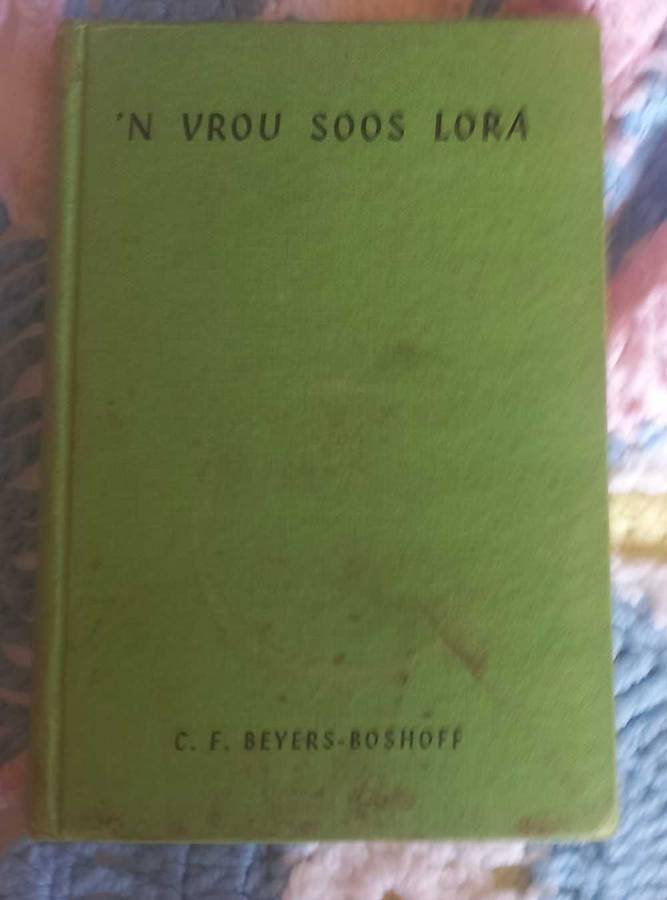 'N VROU SOOS LORA
C. F. BEYERS-BOSHOFF